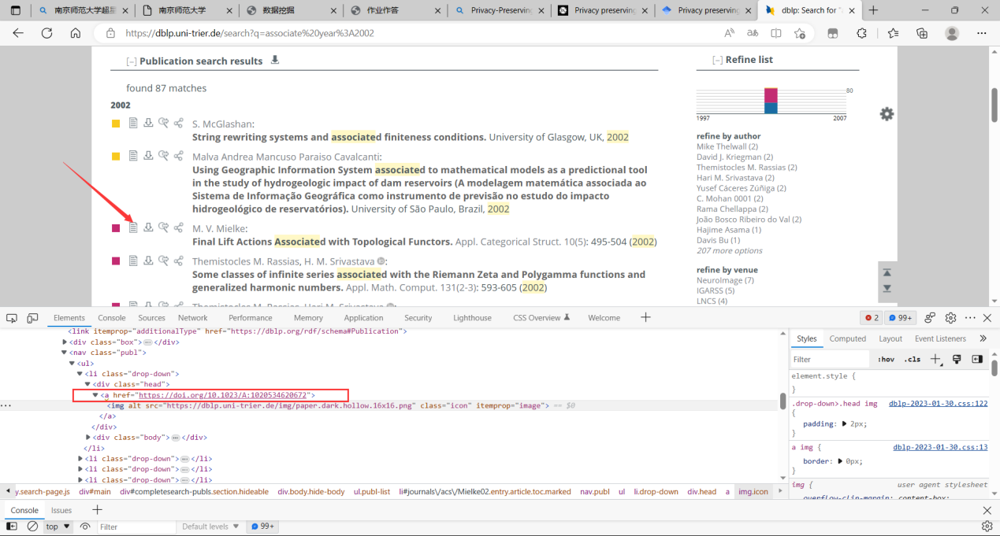 南京师范大学超星
南京师范大学
数据挖掘
作业作答
Privacy-Preserving
Privacy preserving
Privacy preserving
dblp: Search for "
https://dblp.uni-trier.de/search?q=associate%20year%3A2002
[−] Publication search results
found 87 matches
2002
S. McGlashan:
String rewriting systems and associated finiteness conditions. University of Glasgow, UK, 2002
Malva Andrea Mancuso Paraiso Cavalcanti:
Using Geographic Information System associated to mathematical models as a predictional tool
in the study of hydrogeologic impact of dam reservoirs (A modelagem matemática associada ao
Sistema de Informação Geográfica como instrumento de previsão no estudo do impacto
hidrogeológico de reservatórios). University of São Paulo, Brazil, 2002
M. V. Mielke:
Final Lift Actions Associated with Topological Functors. Appl. Categorical Struct. 10(5): 495-504 (2002)
Themistocles M. Rassias, H. M. Srivastava:
Some classes of infinite series associated with the Riemann Zeta and Polygamma functions and
generalized harmonic numbers. Appl. Math. Comput. 131(2-3): 593-605 (2002)
Themistocles M. Rassias, Hari M. Srivastava:
[−] Refine list
80
1997 2007
refine by author
Mike Thelwall (2)
David J. Kriegman (2)
Themistocles M. Rassias (2)
Hari M. Srivastava (2)
Yusef Cáceres Zúñiga (2)
C. Mohan 0001 (2)
Rama Chellappa (2)
João Bosco Ribeiro do Val (2)
Hajime Asama (1)
Davis Bu (1)
207 more options
refine by venue
NeuroImage (7)
IGARSS (5)
LNCS (4)
Elements Console Sources Network Performance Memory Application Security Lighthouse CSS Overview Welcome
2 99+
<link itemprop="additionalType" href="https://dblp.org/rdf/schema#Publication">
<div class="box">…</div>
<nav class="publ">
<ul>
<li class="drop-down">
<div class="head">
<a href="https://doi.org/10.1023/A:1020534620672">
<img alt src="https://dblp.uni-trier.de/img/paper.dark.hollow.16x16.png" class="icon" itemprop="image"> == $0
</a>
</div>
<div class="body">…</div>
</li>
<li class="drop-down">…</li>
<li class="drop-down">…</li>
<li class="drop-down">…</li>
y.search-page.js div#main div#completesearch-publs.section.hideable div.body.hide-body ul.publ-list li#journals\/acs\/Mielke02.entry.article.toc.marked nav.publ ul li.drop-down div.head a img.icon
Styles Computed Layout Event Listeners
Filter :hov .cls
element.style {
}
.drop-down>.head img dblp-2023-01-30.css:122
{
padding: 2px;
}
a img { dblp-2023-01-30.css:13
border: 0px;
}
img { user agent stylesheet
overflow-clip-margin: content-box;
Console Issues
top Filter Default levels 99+